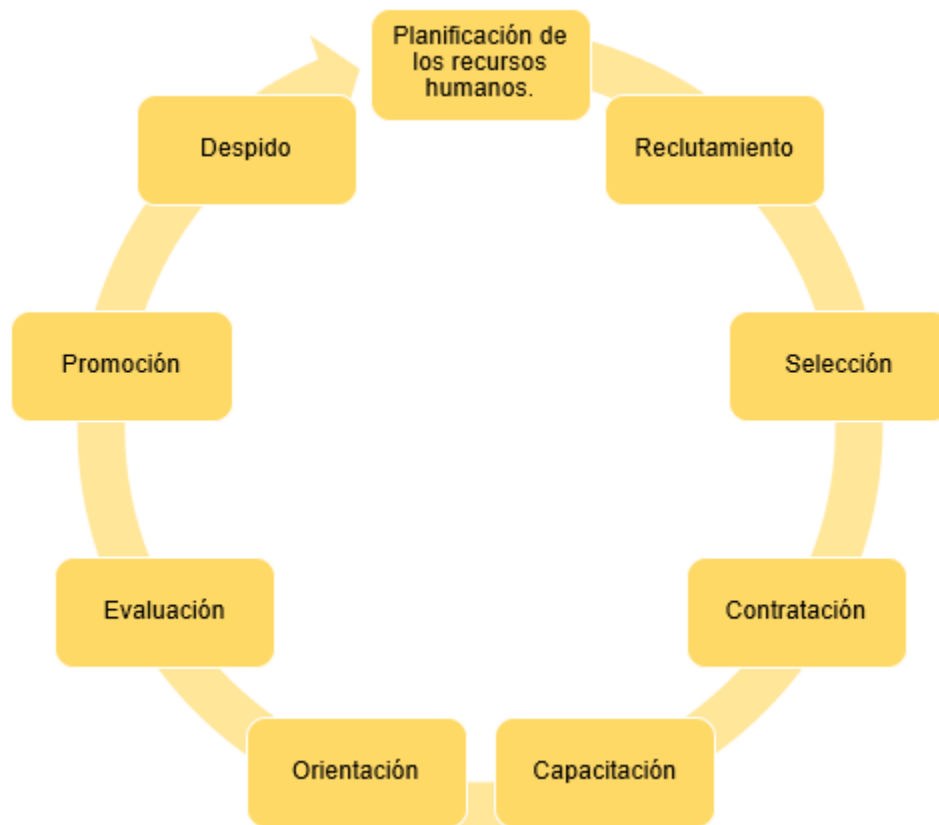 Planificación de
los recursos
humanos.
Reclutamiento
Selección
Contratación
Capacitación
Orientación
Evaluación
Promoción
Despido